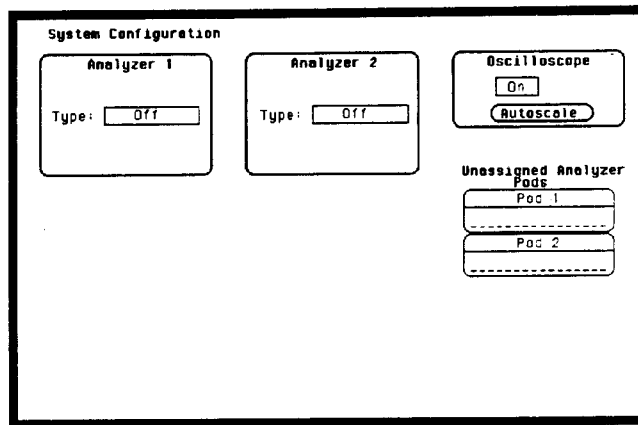 System Configuration
Analyzer 1
Type: Off
Analyzer 2
Type: Off
Oscilloscope
On
Autoscale
Unassigned Analyzer
Pods
Pod 1
Pod 2